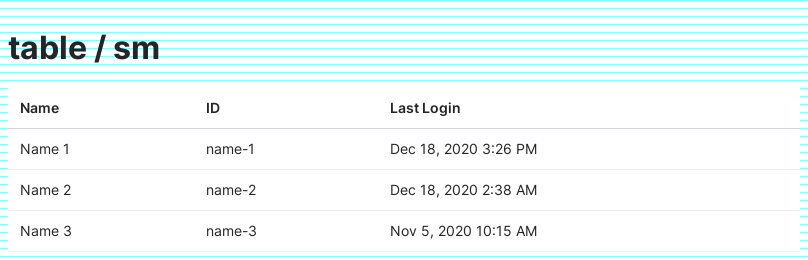 table / sm
Name ID Last Login
Name 1 name-1 Dec 18, 2020 3:26 PM
Name 2 name-2 Dec 18, 2020 2:38 AM
Name 3 name-3 Nov 5, 2020 10:15 AM